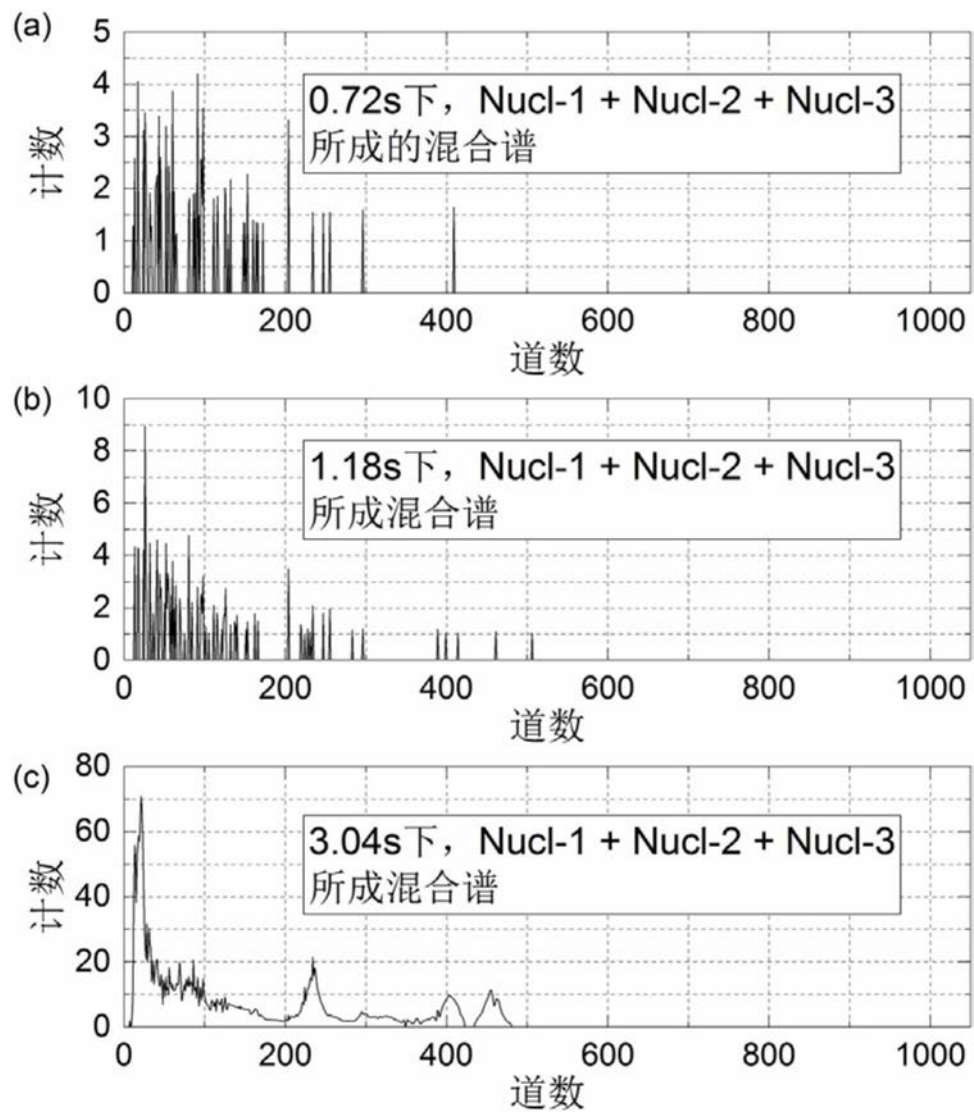 (a)
5
4
3
2
1
0
计数
0.72s下，Nucl-1 + Nucl-2 + Nucl-3
所成的混合谱
0 200 400 600 800 1000
道数
(b)
10
8
6
4
2
0
计数
1.18s下，Nucl-1 + Nucl-2 + Nucl-3
所成混合谱
0 200 400 600 800 1000
道数
(c)
80
60
40
20
0
计数
3.04s下，Nucl-1 + Nucl-2 + Nucl-3
所成混合谱
0 200 400 600 800 1000
道数